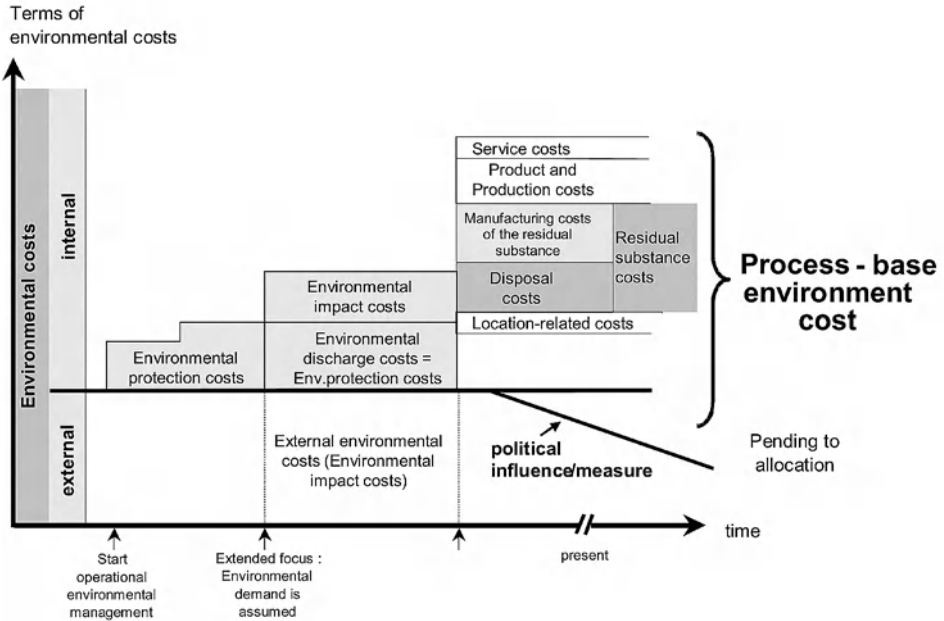 Terms of
environmental costs
Environmental costs
internal
external
Service costs
Product and
Production costs
Manufacturing costs
of the residual
substance
Residual
substance
costs
Disposal
costs
Location-related costs
Environmental
impact costs
Environmental
protection costs
Environmental
discharge costs =
Env.protection costs
Process - base
environment
cost
External environmental
costs (Environmental
impact costs)
political
influence/measure
Pending to
allocation
time
present
Start
operational
environmental
management
Extended focus :
Environmental
demand is
assumed